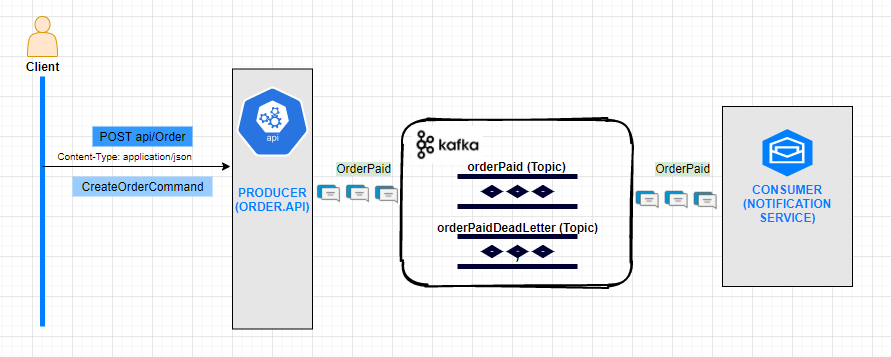 Client
POST api/Order
Content-Type: application/json
CreateOrderCommand
api
PRODUCER
(ORDER.API)
OrderPaid
kafka
orderPaid (Topic)
orderPaidDeadLetter (Topic)
OrderPaid
CONSUMER
(NOTIFICATION
SERVICE)